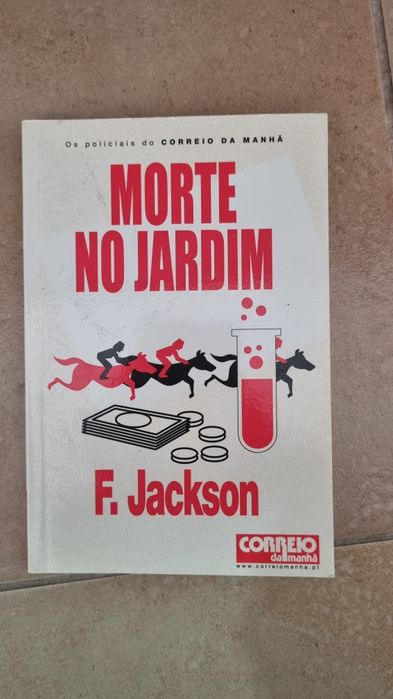 Os policiais do CORREIO DA MANHÃ
MORTE
NO JARDIM
F. Jackson
CORREIO
da manhã
www.correiomanha.pt